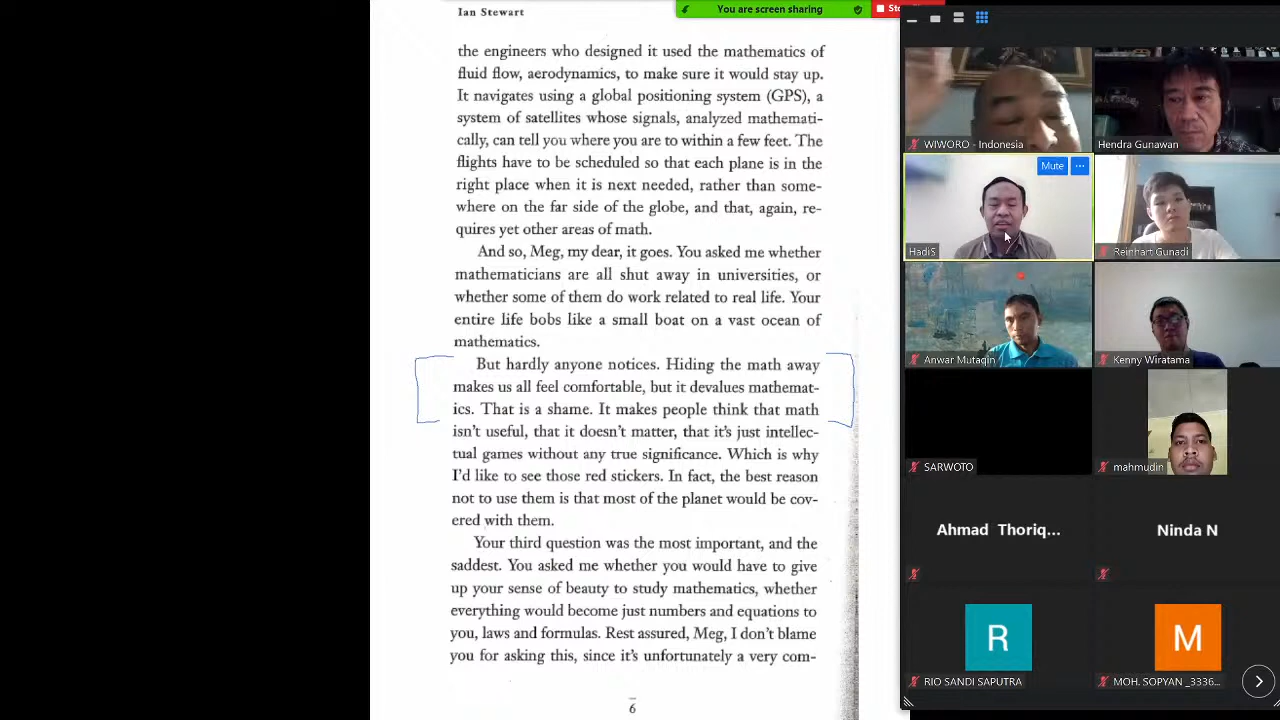 Ian Stewart
You are screen sharing
the engineers who designed it used the mathematics of
fluid flow, aerodynamics, to make sure it would stay up.
It navigates using a global positioning system (GPS), a
system of satellites whose signals, analyzed mathemati-
cally, can tell you where you are to within a few feet. The
flights have to be scheduled so that each plane is in the
right place when it is next needed, rather than some-
where on the far side of the globe, and that, again, re-
quires yet other areas of math.
And so, Meg, my dear, it goes. You asked me whether
mathematicians are all shut away in universities, or
whether some of them do work related to real life. Your
entire life bobs like a small boat on a vast ocean of
mathematics.
But hardly anyone notices. Hiding the math away
makes us all feel comfortable, but it devalues mathemat-
ics. That is a shame. It makes people think that math
isn't useful, that it doesn't matter, that it's just intellec-
tual games without any true significance. Which is why
I'd like to see those red stickers. In fact, the best reason
not to use them is that most of the planet would be cov-
ered with them.
Your third question was the most important, and the
saddest. You asked me whether you would have to give
up your sense of beauty to study mathematics, whether
everything would become just numbers and equations to
you, laws and formulas. Rest assured, Meg, I don't blame
you for asking this, since it's unfortunately a very com-
6
WIWORO - Indonesia
Hendra Gunawan
Mute
HadiS
Reinhart Gunadi
Anwar Mutaqin
Kenny Wiratama
SARWOTO
mahmudin
Ahmad Thoriq...
Ninda N
R
RIO SANDI SAPUTRA
M
MOH. SOPYAN _3336...